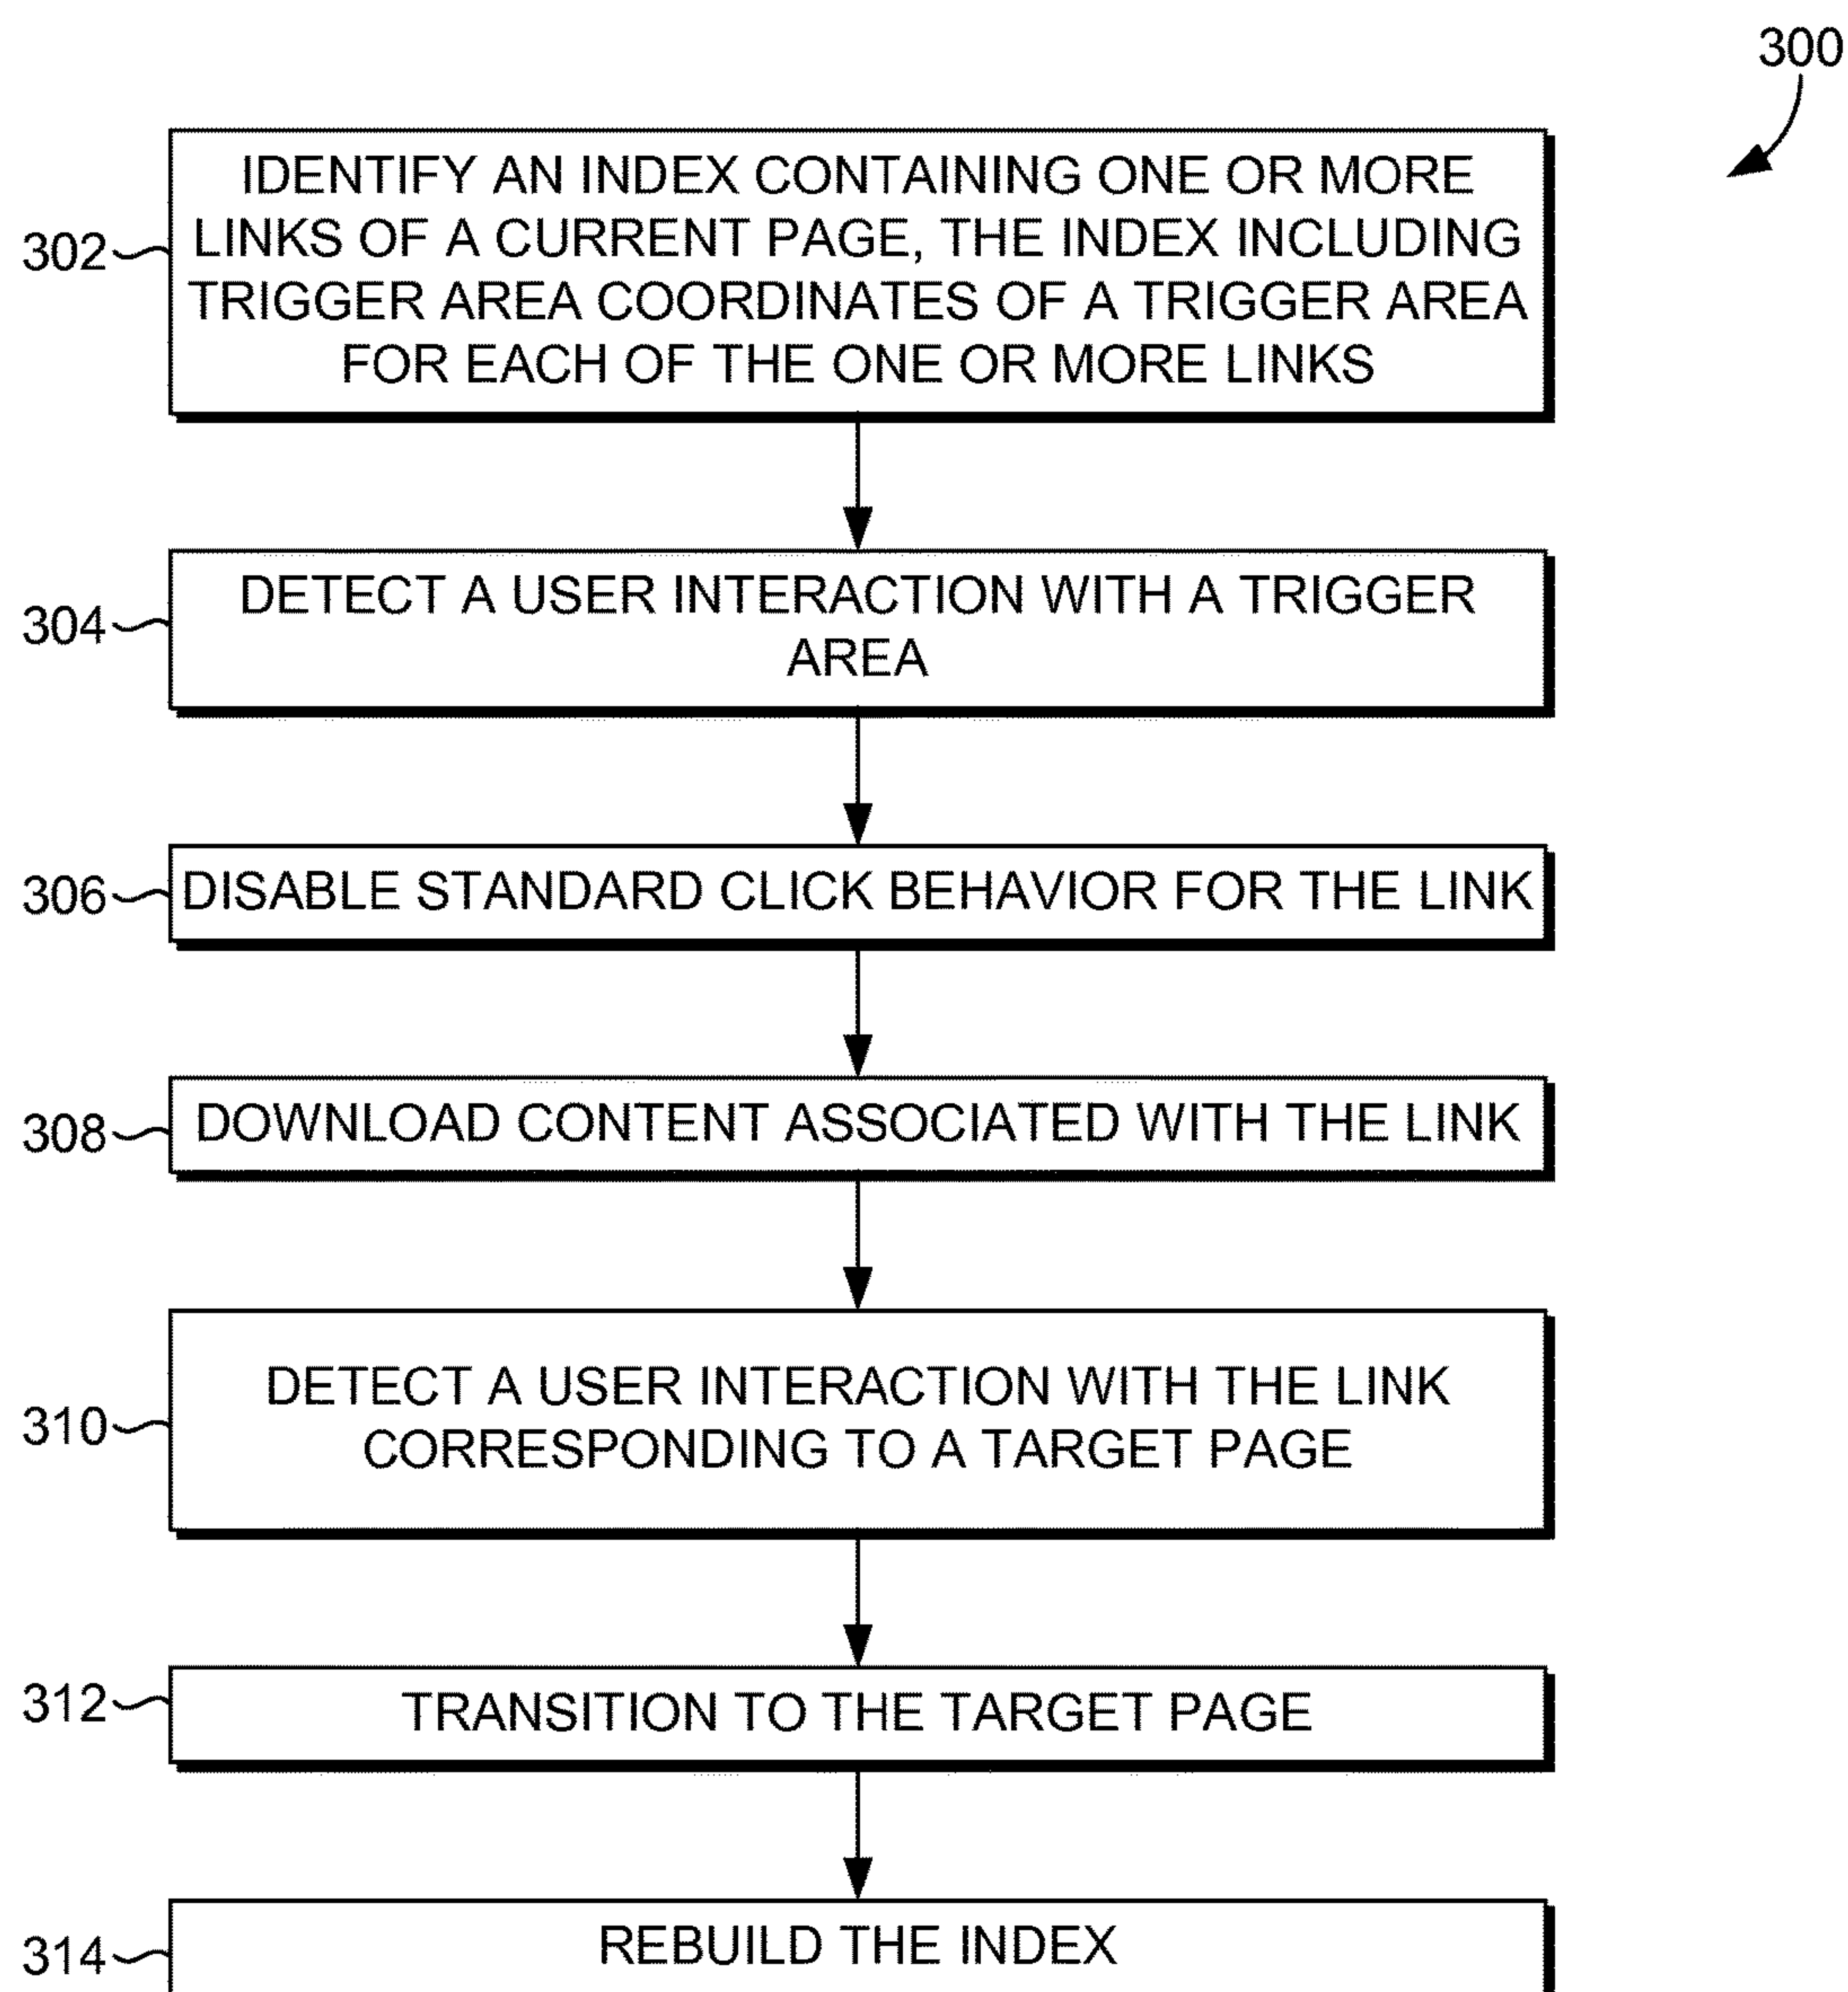 300
302
IDENTIFY AN INDEX CONTAINING ONE OR MORE
LINKS OF A CURRENT PAGE, THE INDEX INCLUDING
TRIGGER AREA COORDINATES OF A TRIGGER AREA
FOR EACH OF THE ONE OR MORE LINKS
304
DETECT A USER INTERACTION WITH A TRIGGER
AREA
306
DISABLE STANDARD CLICK BEHAVIOR FOR THE LINK
308
DOWNLOAD CONTENT ASSOCIATED WITH THE LINK
310
DETECT A USER INTERACTION WITH THE LINK
CORRESPONDING TO A TARGET PAGE
312
TRANSITION TO THE TARGET PAGE
314
REBUILD THE INDEX